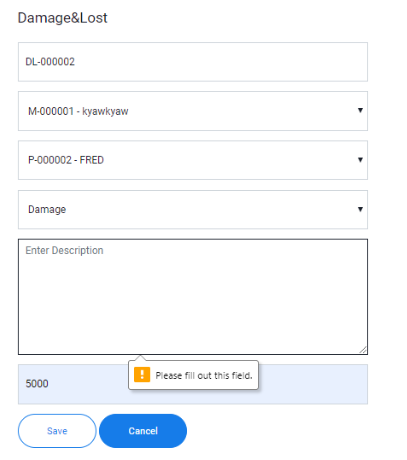 Damage&Lost
DL-000002
M-000001 - kyawkyaw
P-000002 - FRED
Damage
Enter Description
! Please fill out this field.
5000
Save Cancel